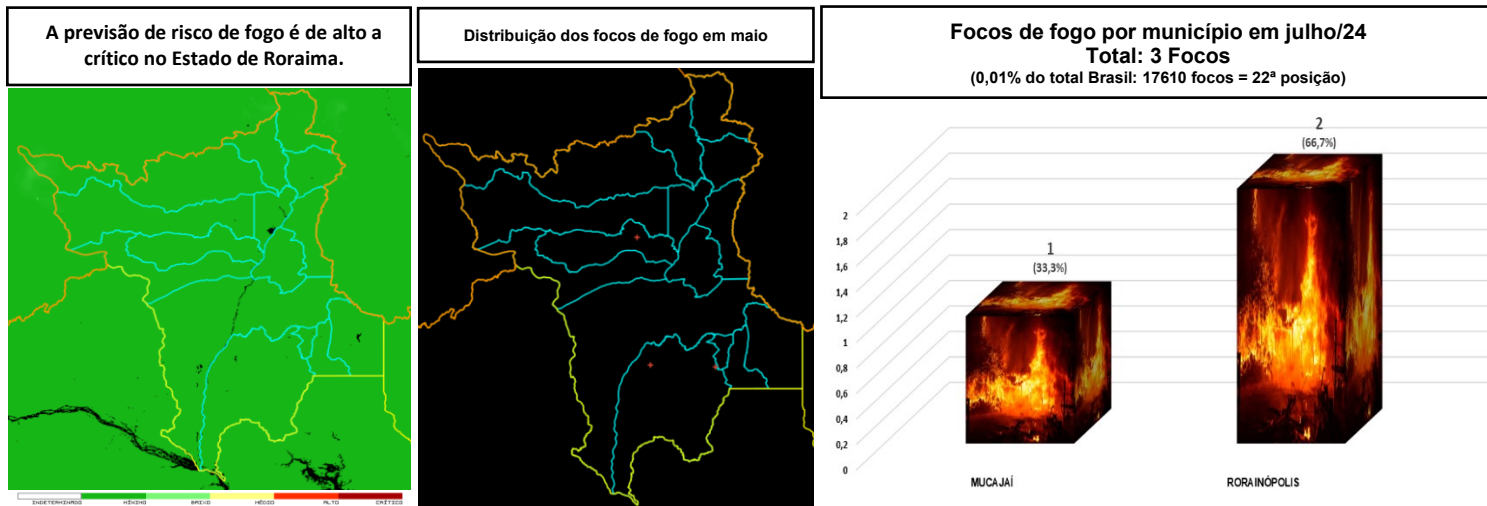 A previsão de risco de fogo é de alto a
crítico no Estado de Roraima.
INDETERMINADO MÍNIMO BAIXO MÉDIO ALTO CRÍTICO
Distribuição dos focos de fogo em maio
Focos de fogo por município em julho/24
Total: 3 Focos
(0,01% do total Brasil: 17610 focos = 22ª posição)
2
(66,7%)
1
(33,3%)
2
1,8
1,6
1,4
1,2
1
0,8
0,6
0,4
0,2
0
MUCAJAÍ RORAINÓPOLIS